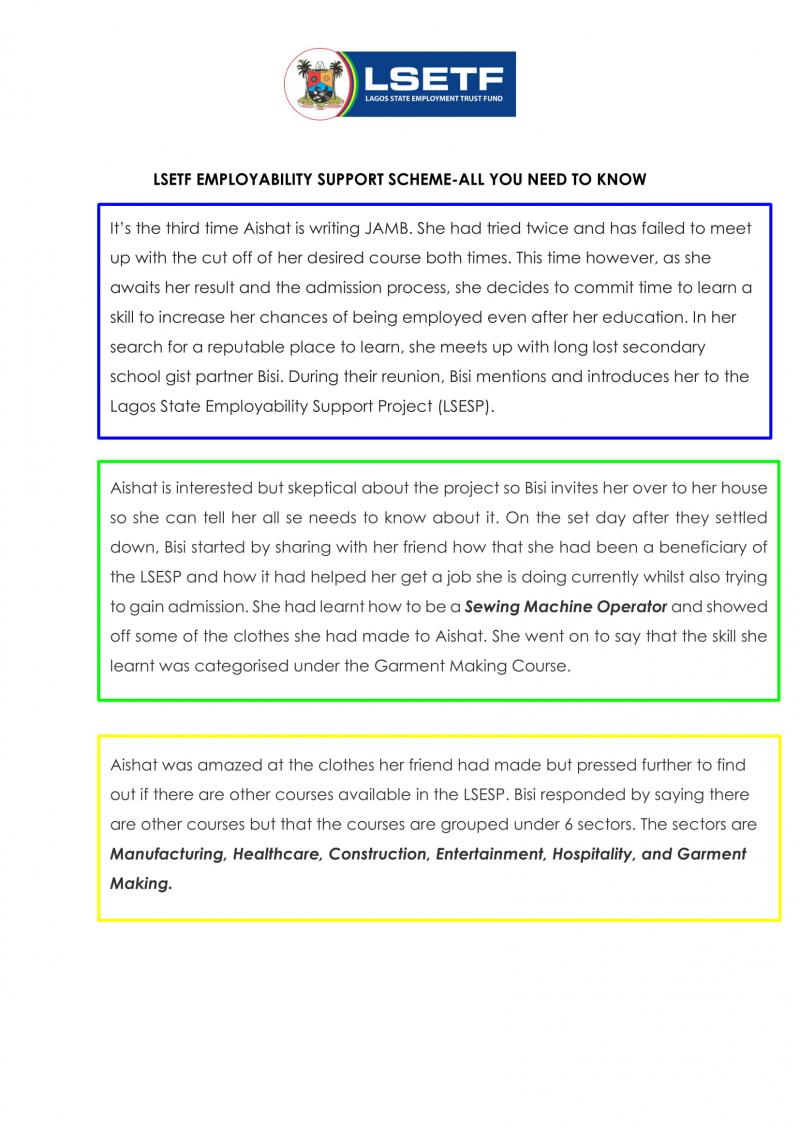 LSETF
LAGOS STATE EMPLOYMENT TRUST FUND
LSETF EMPLOYABILITY SUPPORT SCHEME-ALL YOU NEED TO KNOW
It’s the third time Aishat is writing JAMB. She had tried twice and has failed to meet
up with the cut off of her desired course both times. This time however, as she
awaits her result and the admission process, she decides to commit time to learn a
skill to increase her chances of being employed even after her education. In her
search for a reputable place to learn, she meets up with long lost secondary
school gist partner Bisi. During their reunion, Bisi mentions and introduces her to the
Lagos State Employability Support Project (LSESP).
Aishat is interested but skeptical about the project so Bisi invites her over to her house
so she can tell her all se needs to know about it. On the set day after they settled
down, Bisi started by sharing with her friend how that she had been a beneficiary of
the LSESP and how it had helped her get a job she is doing currently whilst also trying
to gain admission. She had learnt how to be a Sewing Machine Operator and showed
off some of the clothes she had made to Aishat. She went on to say that the skill she
learnt was categorised under the Garment Making Course.
Aishat was amazed at the clothes her friend had made but pressed further to find
out if there are other courses available in the LSESP. Bisi responded by saying there
are other courses but that the courses are grouped under 6 sectors. The sectors are
Manufacturing, Healthcare, Construction, Entertainment, Hospitality, and Garment
Making.